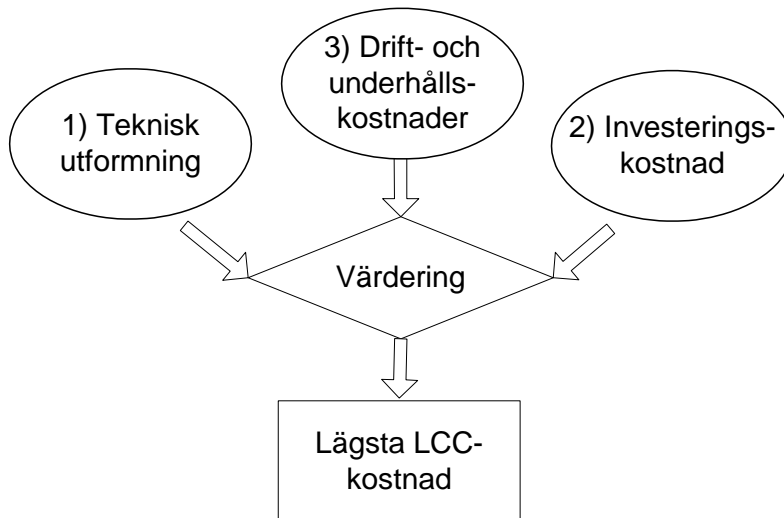 3) Drift- och
underhålls-
kostnader
1) Teknisk
utformning
2) Investerings-
kostnad
Värdering
Lägsta LCC-
kostnad